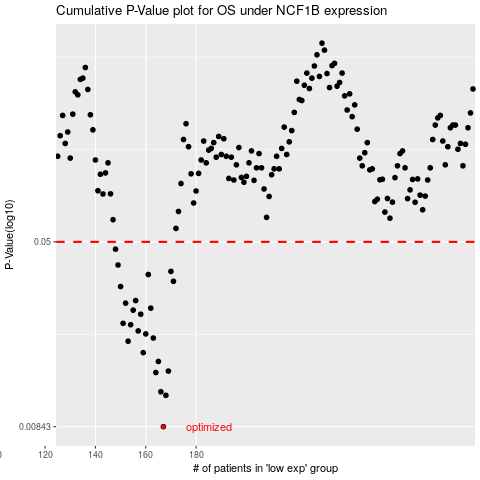 Cumulative P-Value plot for OS under NCF1B expression
P-Value(log10)
0.05
0.00843
optimized
0 120 140 160 180
# of patients in 'low exp' group